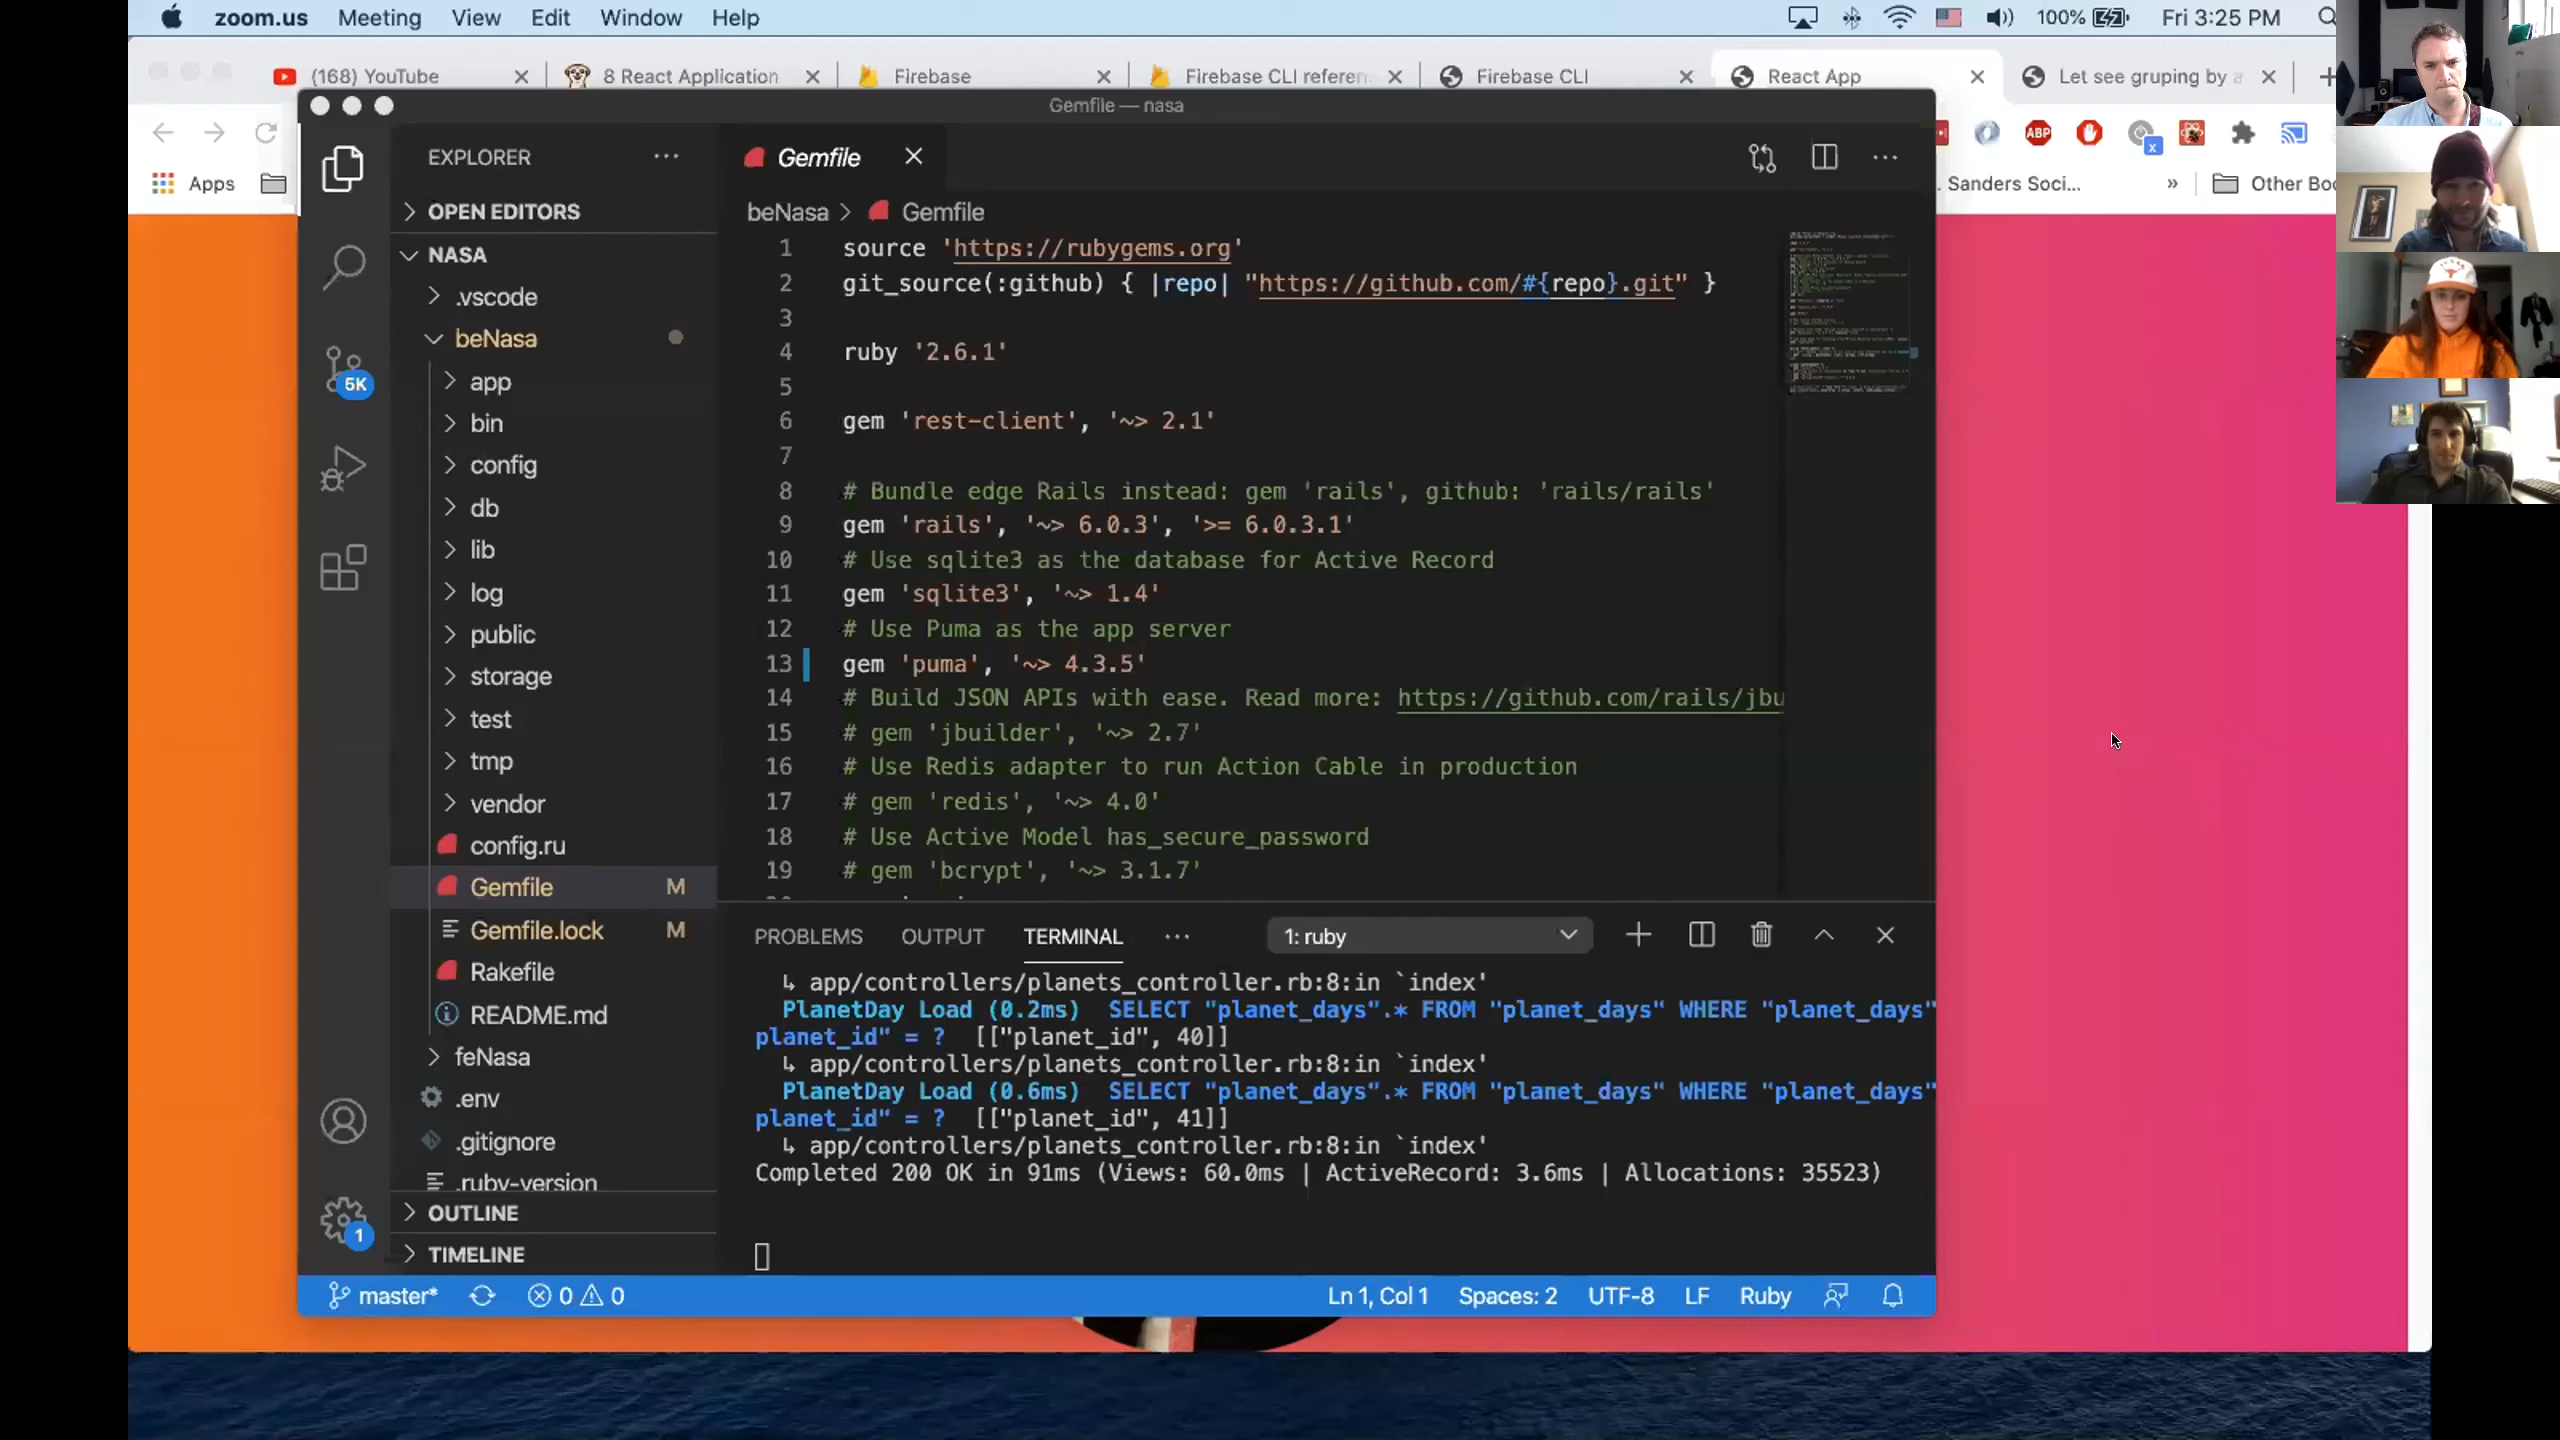 zoom.us Meeting View Edit Window Help 100% Fri 3:25 PM
(168) YouTube 8 React Application Firebase Firebase CLI referen Firebase CLI React App Let see gruping by a
Gemfile — nasa
ABP
Apps
. Sanders Soci... » Other Boo
EXPLORER
Gemfile
OPEN EDITORS
NASA
.vscode
beNasa
app
bin
config
db
lib
log
public
storage
test
tmp
vendor
config.ru
Gemfile M
Gemfile.lock M
Rakefile
README.md
feNasa
.env
.gitignore
.ruby-version
OUTLINE
TIMELINE
5K
1
beNasa > Gemfile
1 source 'https://rubygems.org'
2 git_source(:github) { |repo| "https://github.com/#{repo}.git" }
3
4 ruby '2.6.1'
5
6 gem 'rest-client', '~> 2.1'
7
8 # Bundle edge Rails instead: gem 'rails', github: 'rails/rails'
9 gem 'rails', '~> 6.0.3', '>= 6.0.3.1'
10 # Use sqlite3 as the database for Active Record
11 gem 'sqlite3', '~> 1.4'
12 # Use Puma as the app server
13 gem 'puma', '~> 4.3.5'
14 # Build JSON APIs with ease. Read more: https://github.com/rails/jbu
15 # gem 'jbuilder', '~> 2.7'
16 # Use Redis adapter to run Action Cable in production
17 # gem 'redis', '~> 4.0'
18 # Use Active Model has_secure_password
19 # gem 'bcrypt', '~> 3.1.7'
PROBLEMS OUTPUT TERMINAL ··· 1: ruby
↳ app/controllers/planets_controller.rb:8:in `index'
PlanetDay Load (0.2ms) SELECT "planet_days".* FROM "planet_days" WHERE "planet_days"
planet_id" = ? [["planet_id", 40]]
↳ app/controllers/planets_controller.rb:8:in `index'
PlanetDay Load (0.6ms) SELECT "planet_days".* FROM "planet_days" WHERE "planet_days"
planet_id" = ? [["planet_id", 41]]
↳ app/controllers/planets_controller.rb:8:in `index'
Completed 200 OK in 91ms (Views: 60.0ms | ActiveRecord: 3.6ms | Allocations: 35523)
master* 0 0 Ln 1, Col 1 Spaces: 2 UTF-8 LF Ruby